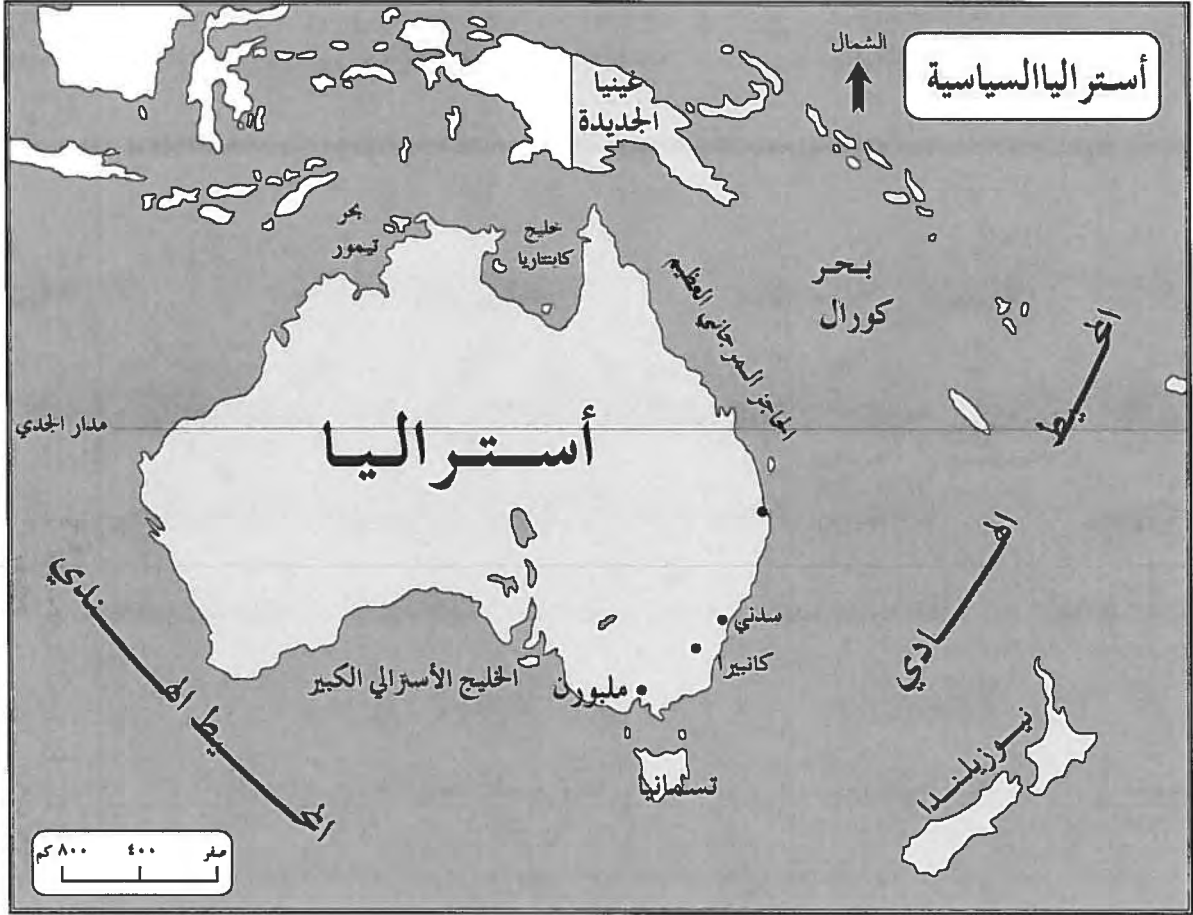 أستراليا السياسية
الشمال
غينيا
الجديدة
بحر
تيمور
خليج
كابنتاريا
بحر
كورال
الحاجز المرجاني العظيم
المحيط
الهادي
مدار الجدي
أستراليا
سدني
كانبيرا
ملبورن
الخليج الأسترالي الكبير
المحيط الهندي
تسمانيا
نيوزيلندا
صفر ٤٠٠ ٨٠٠ كم